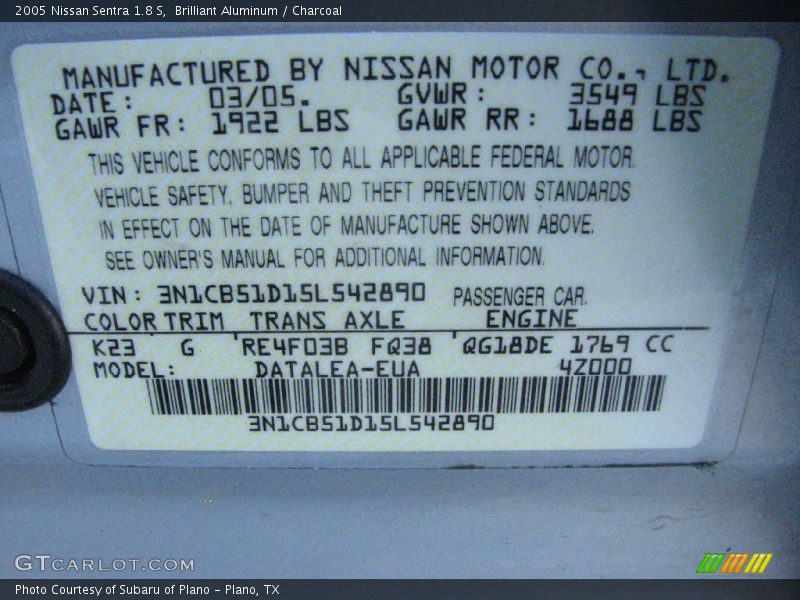 2005 Nissan Sentra 1.8 S, Brilliant Aluminum / Charcoal
MANUFACTURED BY NISSAN MOTOR CO., LTD.
DATE: 03/05. GVWR: 3549 LBS
GAWR FR: 1922 LBS GAWR RR: 1688 LBS
THIS VEHICLE CONFORMS TO ALL APPLICABLE FEDERAL MOTOR.
VEHICLE SAFETY, BUMPER AND THEFT PREVENTION STANDARDS
IN EFFECT ON THE DATE OF MANUFACTURE SHOWN ABOVE.
SEE OWNER'S MANUAL FOR ADDITIONAL INFORMATION.
VIN: 3N1CB51D15L542890 PASSENGER CAR.
COLOR TRIM TRANS AXLE ENGINE
K23 G RE4F03B FQ38 QG18DE 1769 CC
MODEL: DATALEA-EUA 4Z000
3N1CB51D15L542890
GTCARLOT.COM
Photo Courtesy of Subaru of Plano - Plano, TX